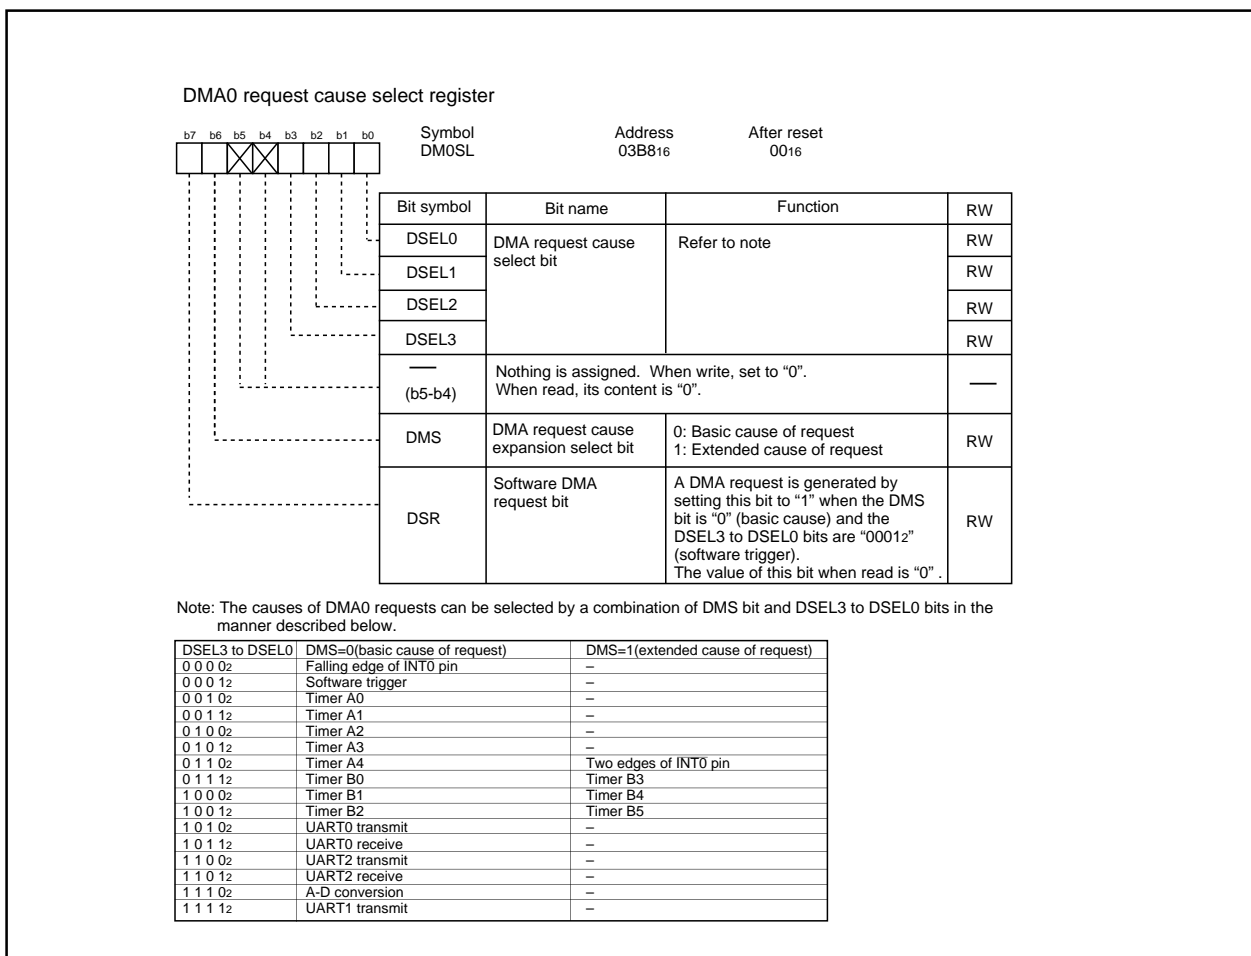 DMA0 request cause select register
b7 b6 b5 b4 b3 b2 b1 b0
Symbol Address After reset
DM0SL 03B816 0016
Bit symbol Bit name Function RW
DSEL0 DMA request cause select bit Refer to note RW
DSEL1 RW
DSEL2 RW
DSEL3 RW
— (b5-b4) Nothing is assigned. When write, set to “0”. —
When read, its content is “0”.
DMS DMA request cause expansion select bit 0: Basic cause of request RW
1: Extended cause of request
DSR Software DMA request bit A DMA request is generated by RW
setting this bit to “1” when the DMS
bit is “0” (basic cause) and the
DSEL3 to DSEL0 bits are “00012”
(software trigger).
The value of this bit when read is “0” .
Note: The causes of DMA0 requests can be selected by a combination of DMS bit and DSEL3 to DSEL0 bits in the
manner described below.
DSEL3 to DSEL0 DMS=0(basic cause of request) DMS=1(extended cause of request)
0 0 0 02 Falling edge of INT0 pin –
0 0 0 12 Software trigger –
0 0 1 02 Timer A0 –
0 0 1 12 Timer A1 –
0 1 0 02 Timer A2 –
0 1 0 12 Timer A3 –
0 1 1 02 Timer A4 Two edges of INT0 pin
0 1 1 12 Timer B0 Timer B3
1 0 0 02 Timer B1 Timer B4
1 0 0 12 Timer B2 Timer B5
1 0 1 02 UART0 transmit –
1 0 1 12 UART0 receive –
1 1 0 02 UART2 transmit –
1 1 0 12 UART2 receive –
1 1 1 02 A-D conversion –
1 1 1 12 UART1 transmit –